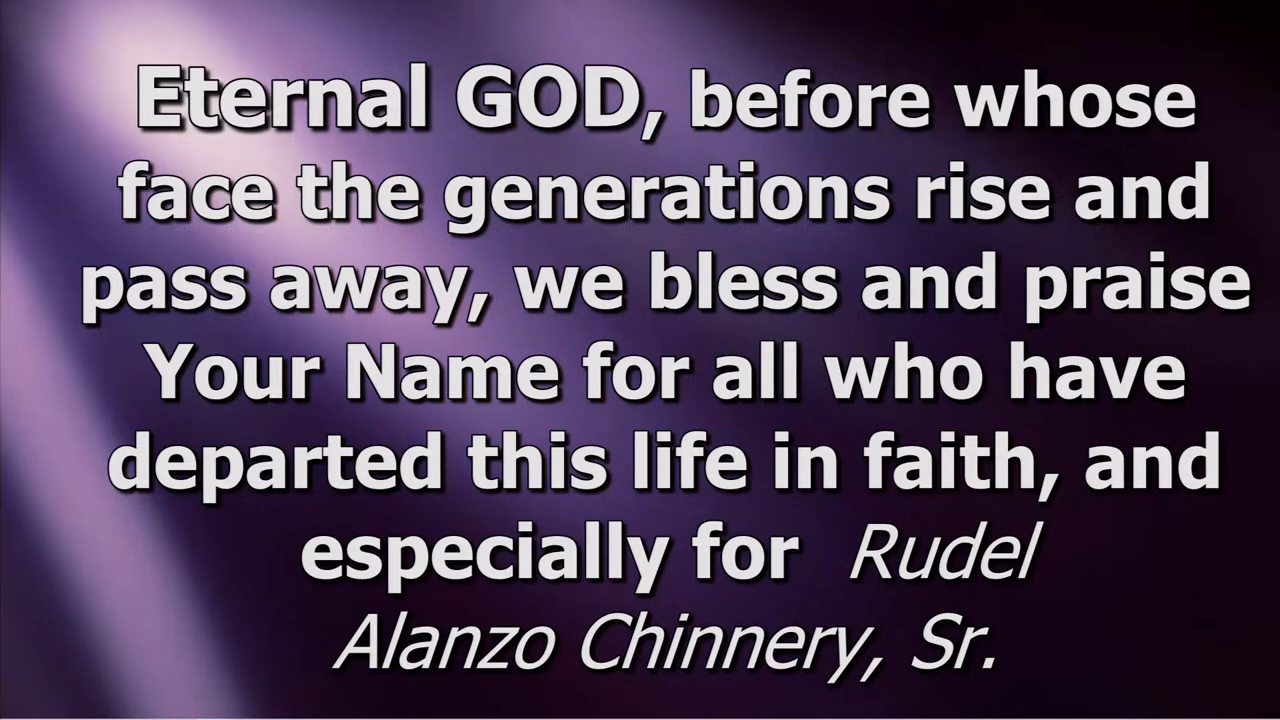 Eternal GOD, before whose
face the generations rise and
pass away, we bless and praise
Your Name for all who have
departed this life in faith, and
especially for Rudel
Alanzo Chinnery, Sr.